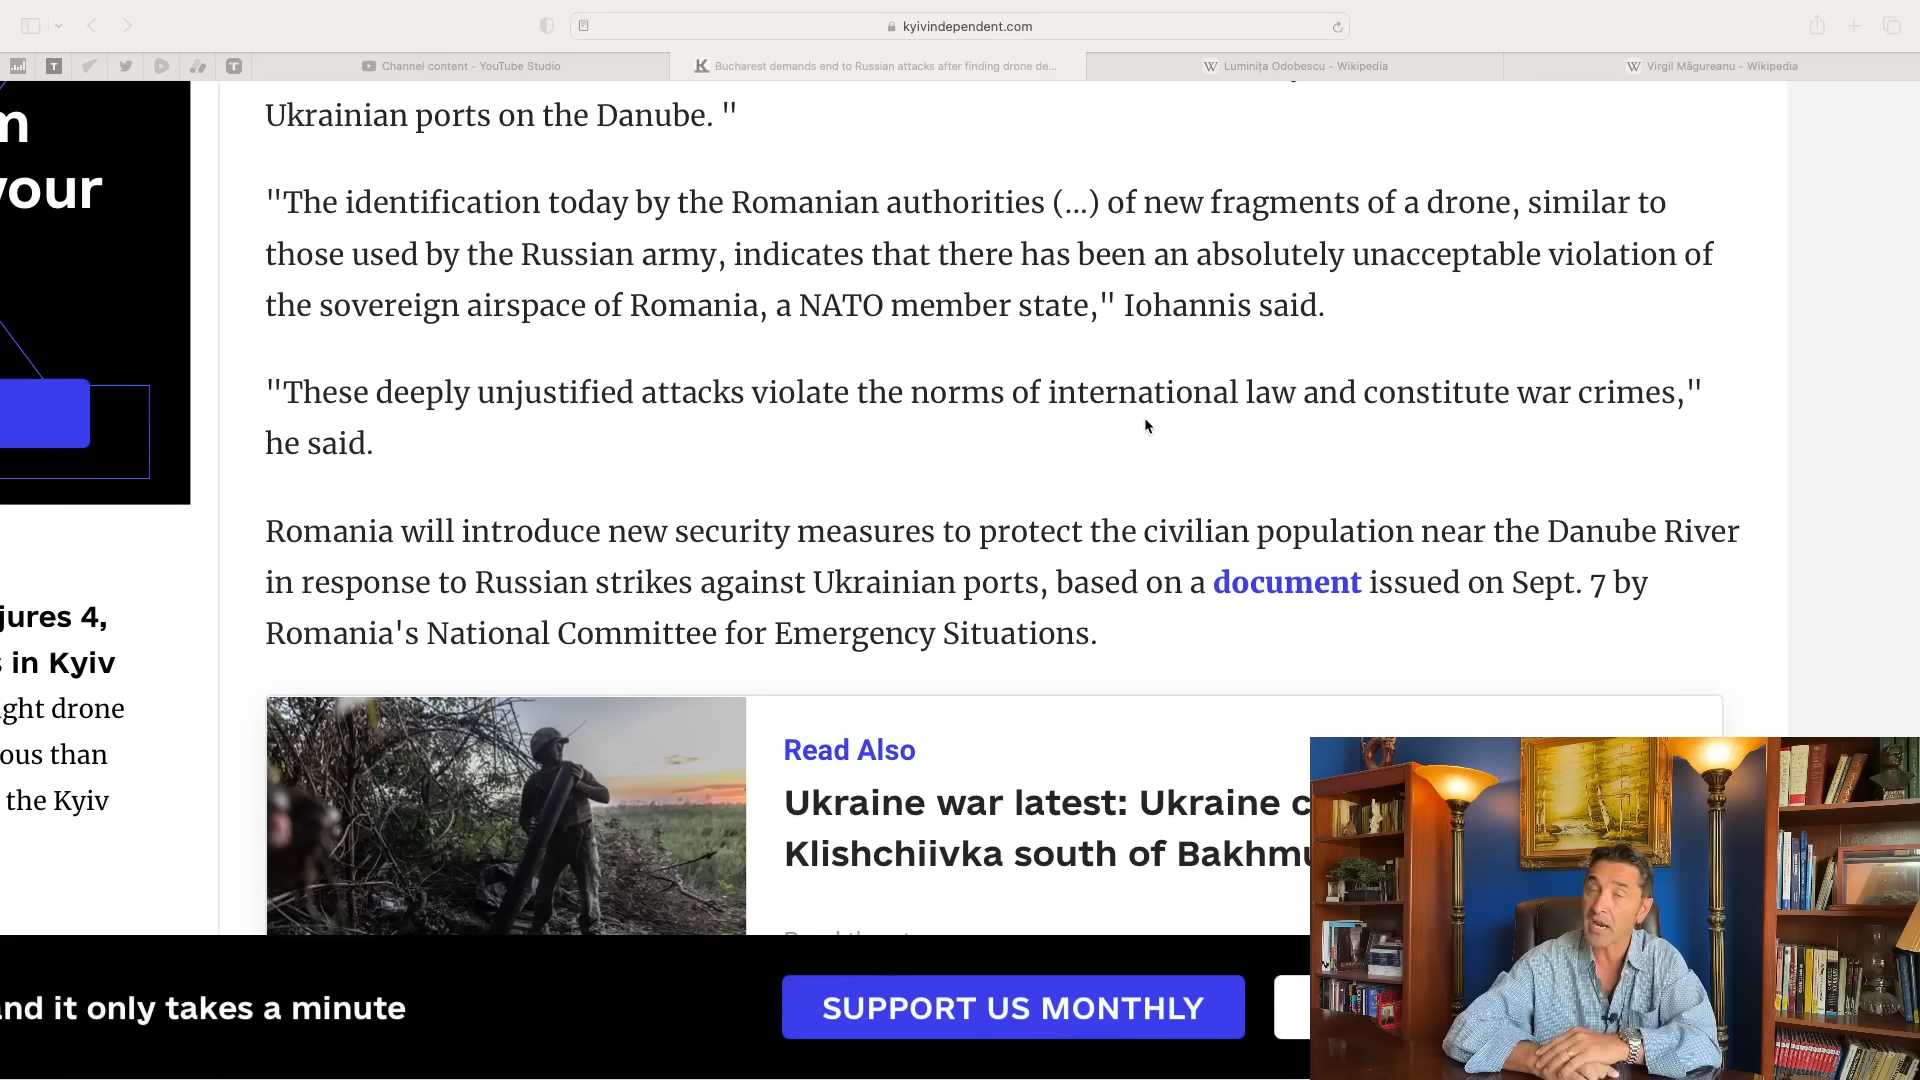 kyivindependent.com
Channel content - YouTube Studio
Bucharest demands end to Russian attacks after finding drone de...
Luminița Odobescu - Wikipedia
Virgil Măgureanu - Wikipedia
m
your
Ukrainian ports on the Danube. "
"The identification today by the Romanian authorities (...) of new fragments of a drone, similar to
those used by the Russian army, indicates that there has been an absolutely unacceptable violation of
the sovereign airspace of Romania, a NATO member state," Iohannis said.
"These deeply unjustified attacks violate the norms of international law and constitute war crimes,"
he said.
Romania will introduce new security measures to protect the civilian population near the Danube River
in response to Russian strikes against Ukrainian ports, based on a document issued on Sept. 7 by
Romania's National Committee for Emergency Situations.
jures 4,
s in Kyiv
ght drone
ous than
the Kyiv
Read Also
Ukraine war latest: Ukraine c
Klishchiivka south of Bakhmu
nd it only takes a minute
SUPPORT US MONTHLY